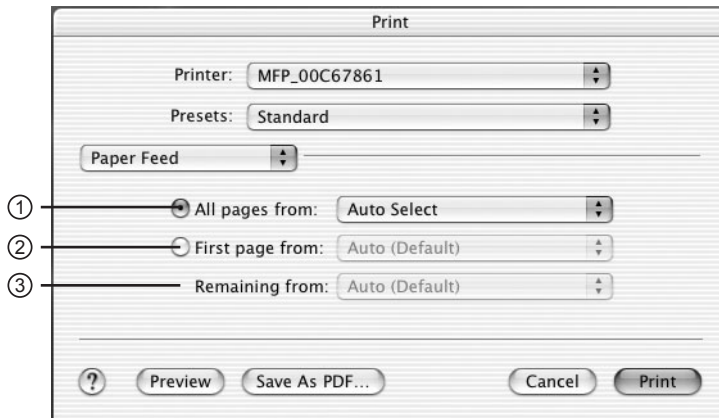 Print
Printer: MFP_00C67861
Presets: Standard
Paper Feed
1 All pages from: Auto Select
2 First page from: Auto (Default)
3 Remaining from: Auto (Default)
? Preview Save As PDF... Cancel Print